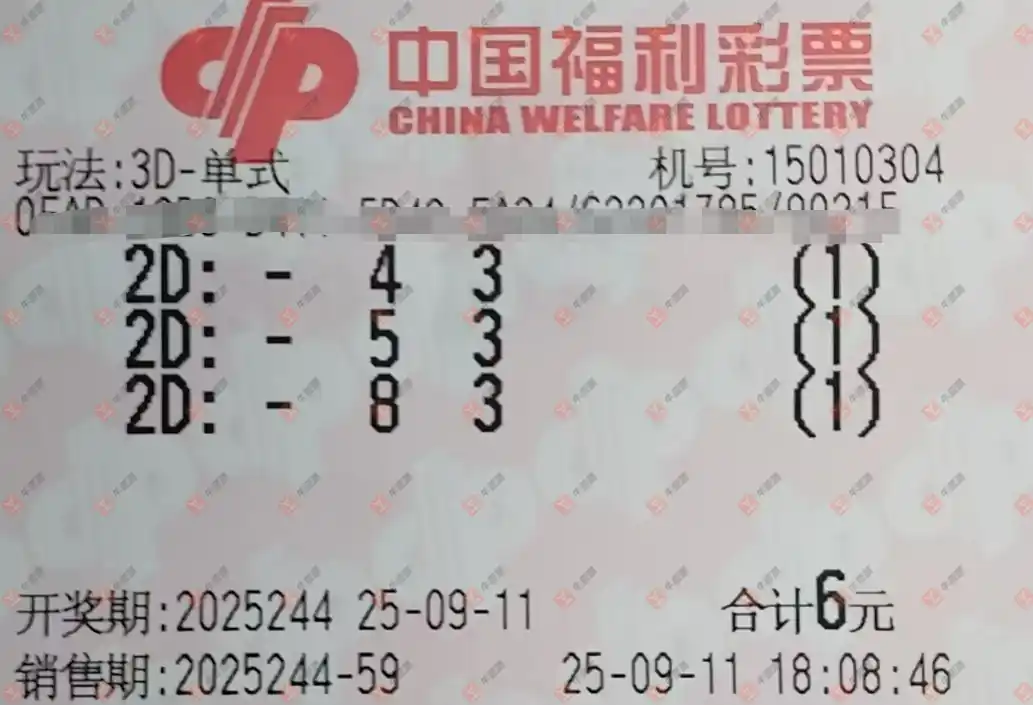 中国福利彩票
CHINA WELFARE LOTTERY
玩法:3D-单式 机号:15010304
2D: - 4 3 (1)
2D: - 5 3 (1)
2D: - 8 3 (1)
开奖期:2025244 25-09-11 合计6元
销售期:2025244-59 25-09-11 18:08:46